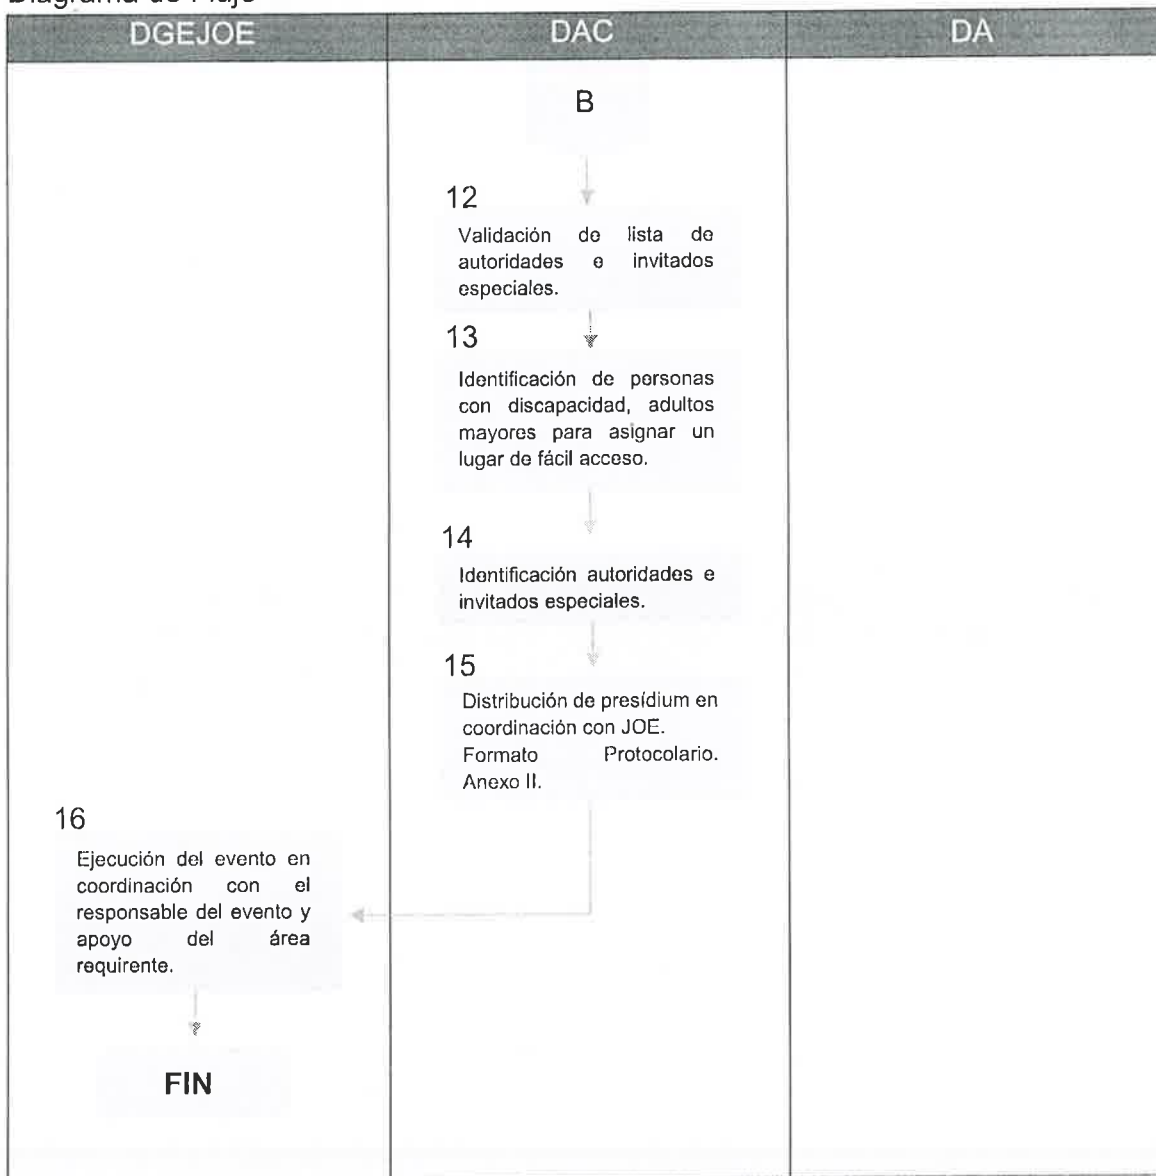 Diagrama de Flujo
DGEJOE DAC DA
B
12
Validación de lista de
autoridades e invitados
especiales.
13
Identificación de personas
con discapacidad, adultos
mayores para asignar un
lugar de fácil acceso.
14
Identificación autoridades e
invitados especiales.
15
Distribución de presídium en
coordinación con JOE.
Formato Protocolario.
Anexo II.
16
Ejecución del evento en
coordinación con el
responsable del evento y
apoyo del área
requirente.
FIN